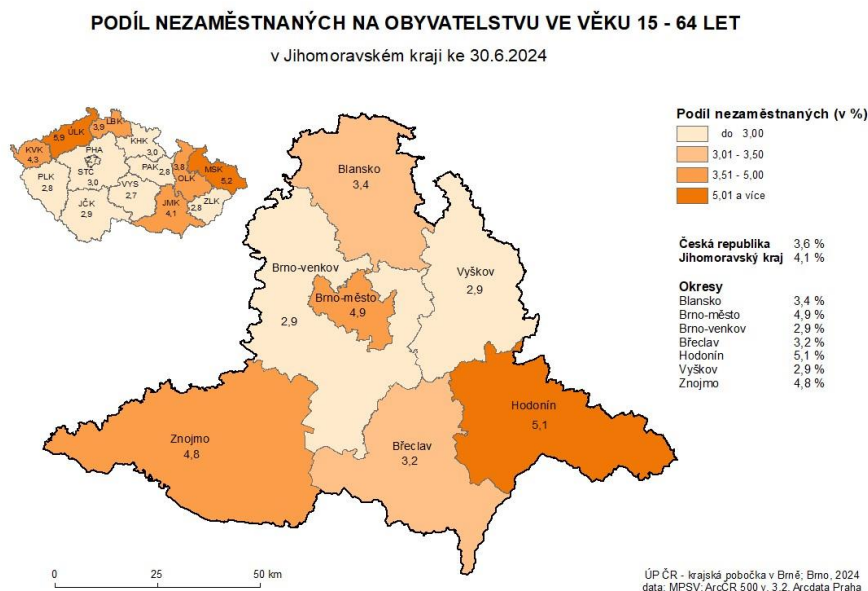 PODÍL NEZAMĚSTNANÝCH NA OBYVATELSTVU VE VĚKU 15 - 64 LET
v Jihomoravském kraji ke 30.6.2024
LBK
3,9
ÚLK
5,9
KVK
4,3
KHK
3,0
PHA
2,7
PLK
2,8
STČ
3,0
PAK
2,8
3,8
OLK
MSK
5,2
VYS
2,7
JČK
2,9
JMK
4,1
ZLK
2,8
Podíl nezaměstnaných (v %)
do 3,00
3,01 - 3,50
3,51 - 5,00
5,01 a více
Blansko
3,4
Brno-venkov
2,9
Brno-město
4,9
Vyškov
2,9
Česká republika 3,6 %
Jihomoravský kraj 4,1 %
Okresy
Blansko 3,4 %
Brno-město 4,9 %
Brno-venkov 2,9 %
Břeclav 3,2 %
Hodonín 5,1 %
Vyškov 2,9 %
Znojmo 4,8 %
Hodonín
5,1
Znojmo
4,8
Břeclav
3,2
0 25 50 km
ÚP ČR - krajská pobočka v Brně; Brno, 2024
data: MPSV; ArcČR 500 v. 3.2, Arcdata Praha